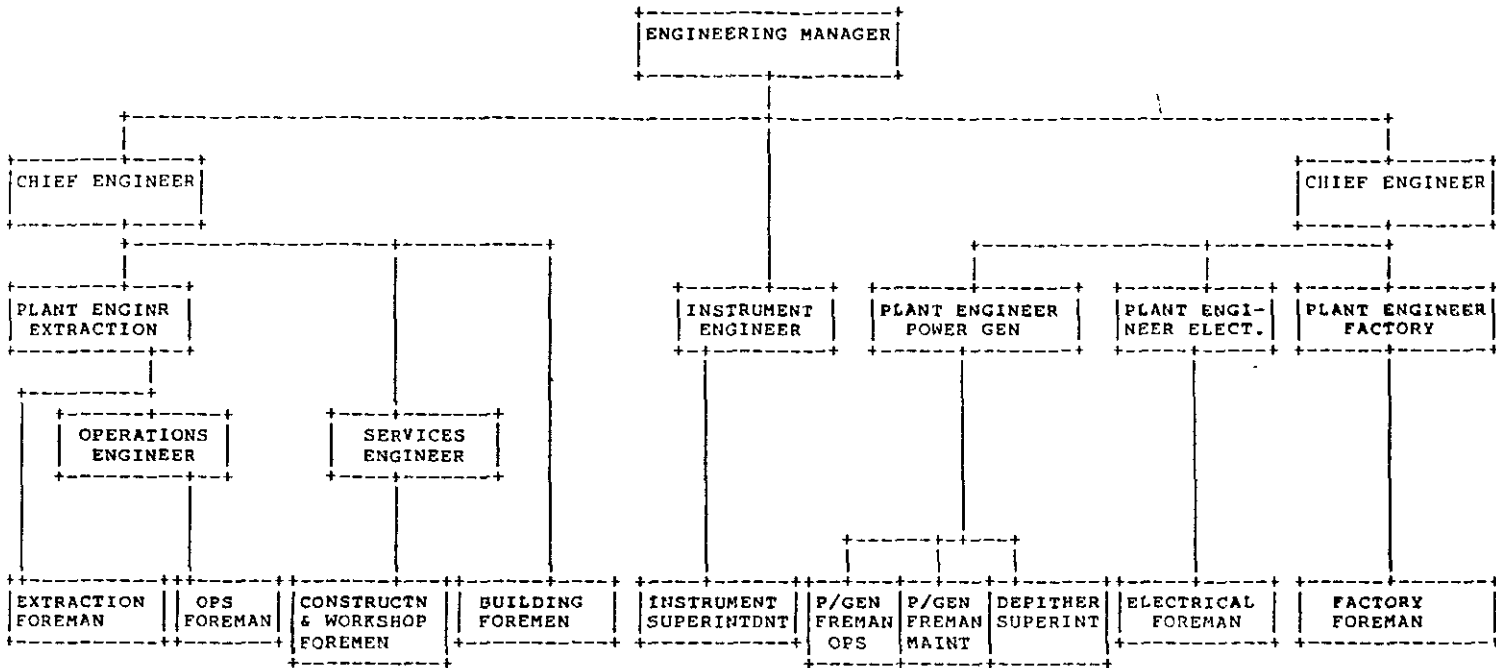 ENGINEERING MANAGER
CHIEF ENGINEER
CHIEF ENGINEER
PLANT ENGINR
EXTRACTION
INSTRUMENT
ENGINEER
PLANT ENGINEER
POWER GEN
PLANT ENGI-
NEER ELECT.
PLANT ENGINEER
FACTORY
OPERATIONS
ENGINEER
SERVICES
ENGINEER
EXTRACTION
FOREMAN
OPS
FOREMAN
CONSTRUCTN
& WORKSHOP
FOREMEN
BUILDING
FOREMEN
INSTRUMENT
SUPERINTDNT
P/GEN
FREMAN
OPS
P/GEN
FREMAN
MAINT
DEPITHER
SUPERINT
ELECTRICAL
FOREMAN
FACTORY
FOREMAN